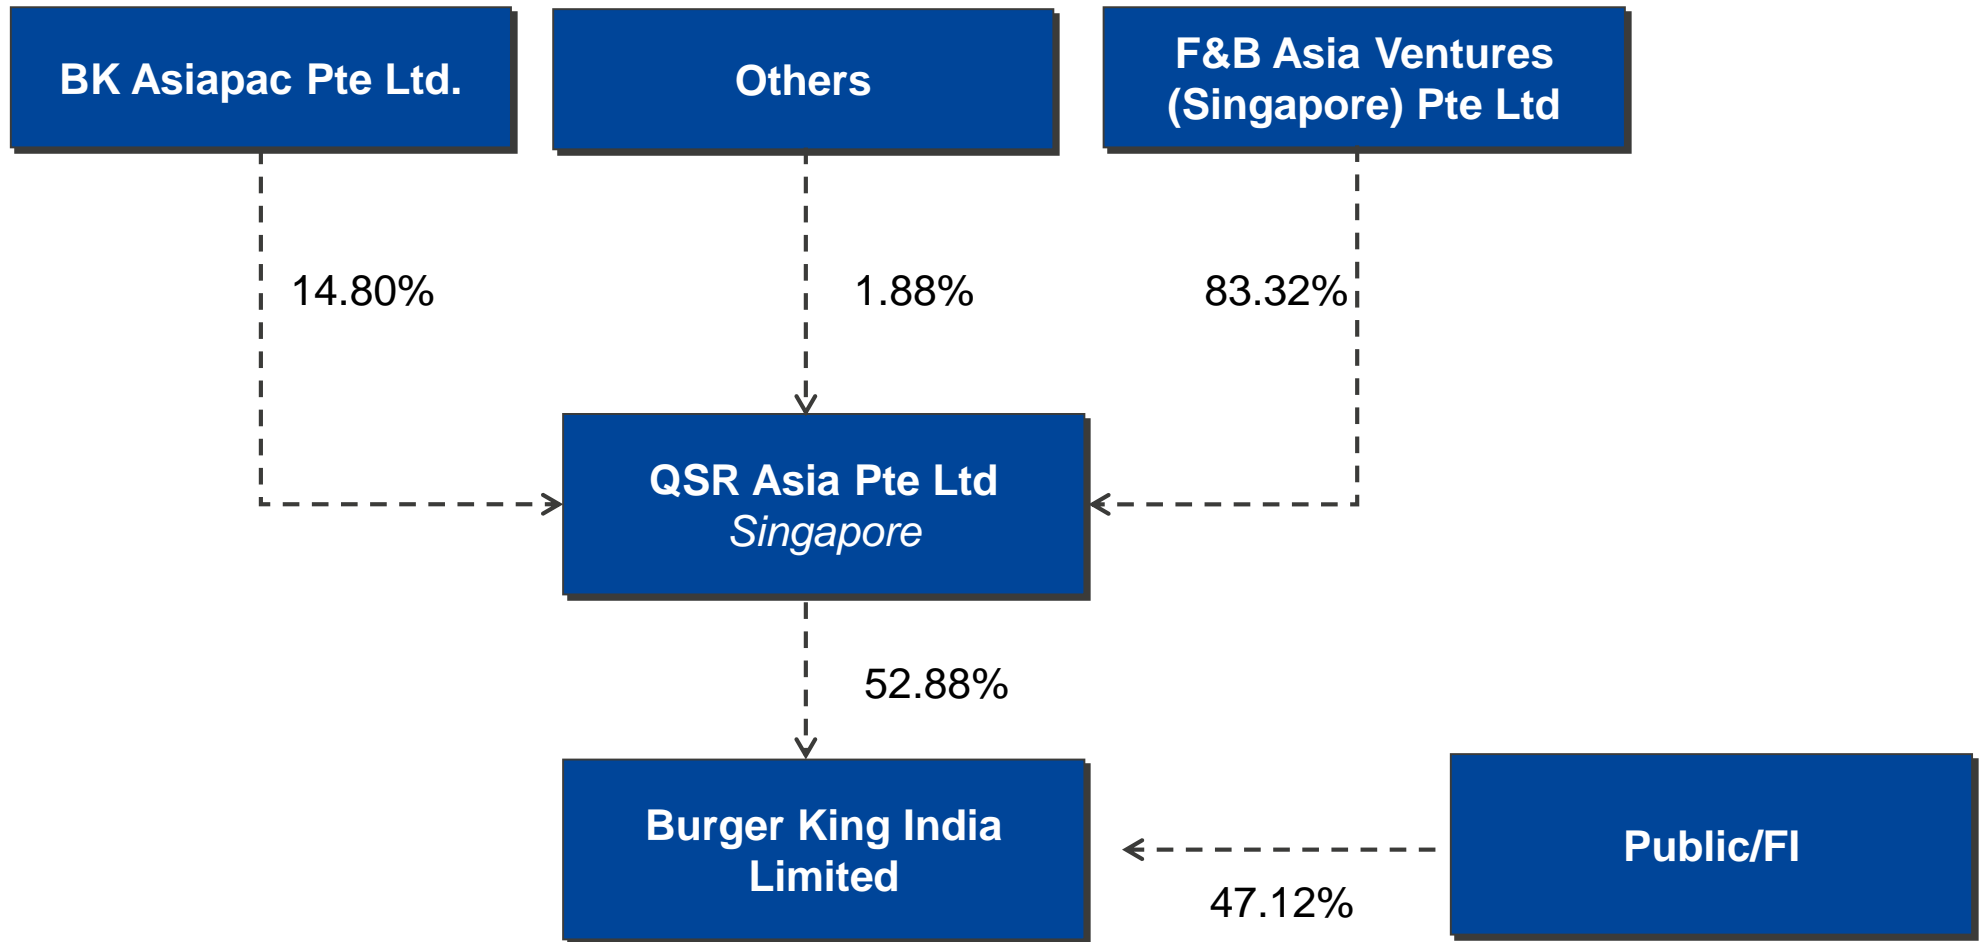 BK Asiapac Pte Ltd.
Others
F&B Asia Ventures
(Singapore) Pte Ltd
14.80%
1.88%
83.32%
QSR Asia Pte Ltd
Singapore
52.88%
Burger King India
Limited
Public/FI
47.12%